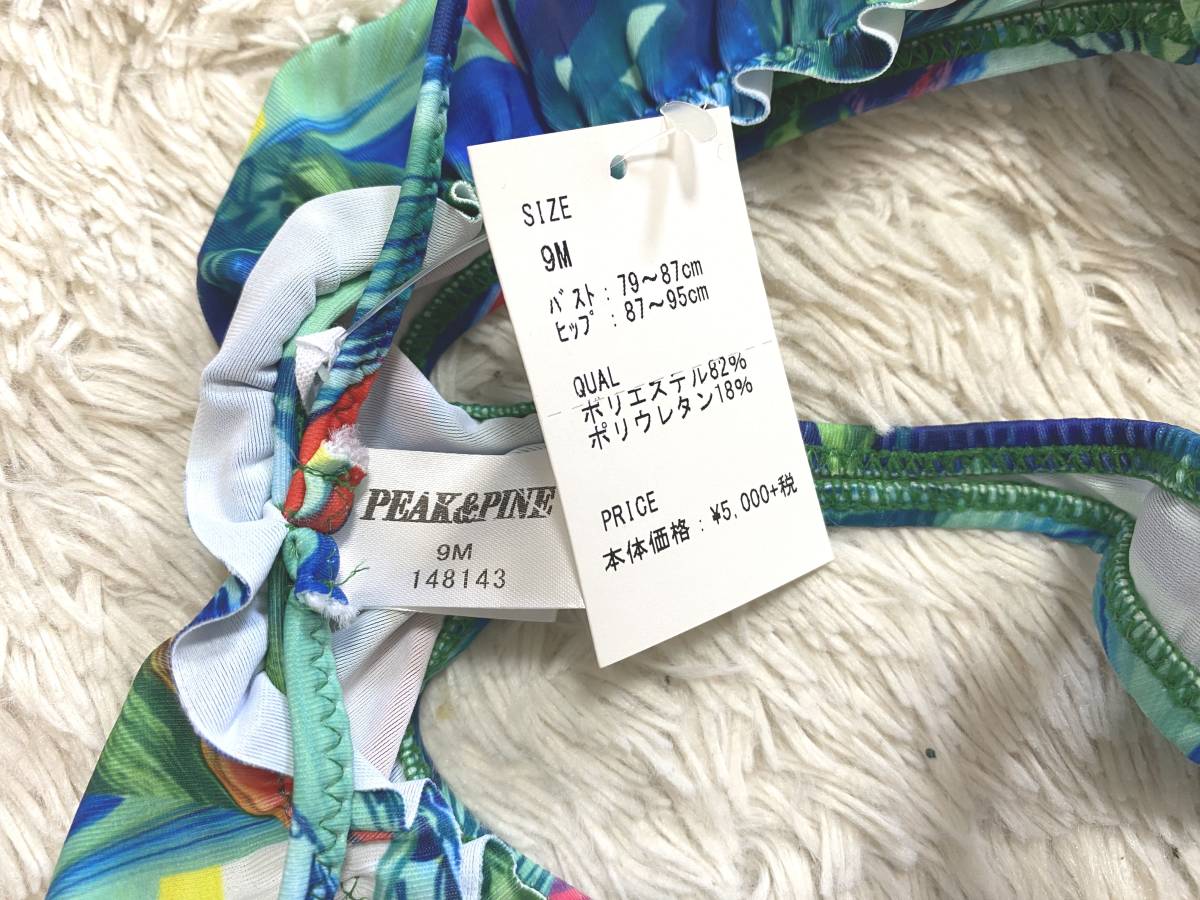 SIZE
9M
バスト : 79〜87cm
ヒップ : 87〜95cm
QUAL
ポリエステル82%
ポリウレタン18%
PRICE
本体価格 : ¥5,000+税
PEAK&PINE
9M
148143